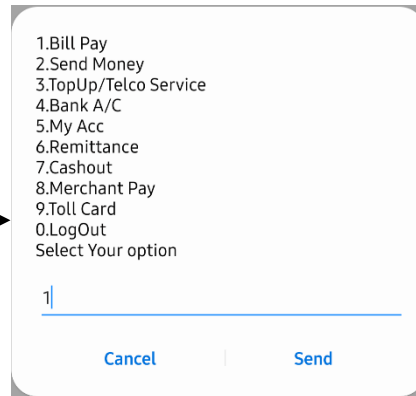 1.Bill Pay
2.Send Money
3.TopUp/Telco Service
4.Bank A/C
5.My Acc
6.Remittance
7.Cashout
8.Merchant Pay
9.Toll Card
0.LogOut
Select Your option
1
Cancel Send